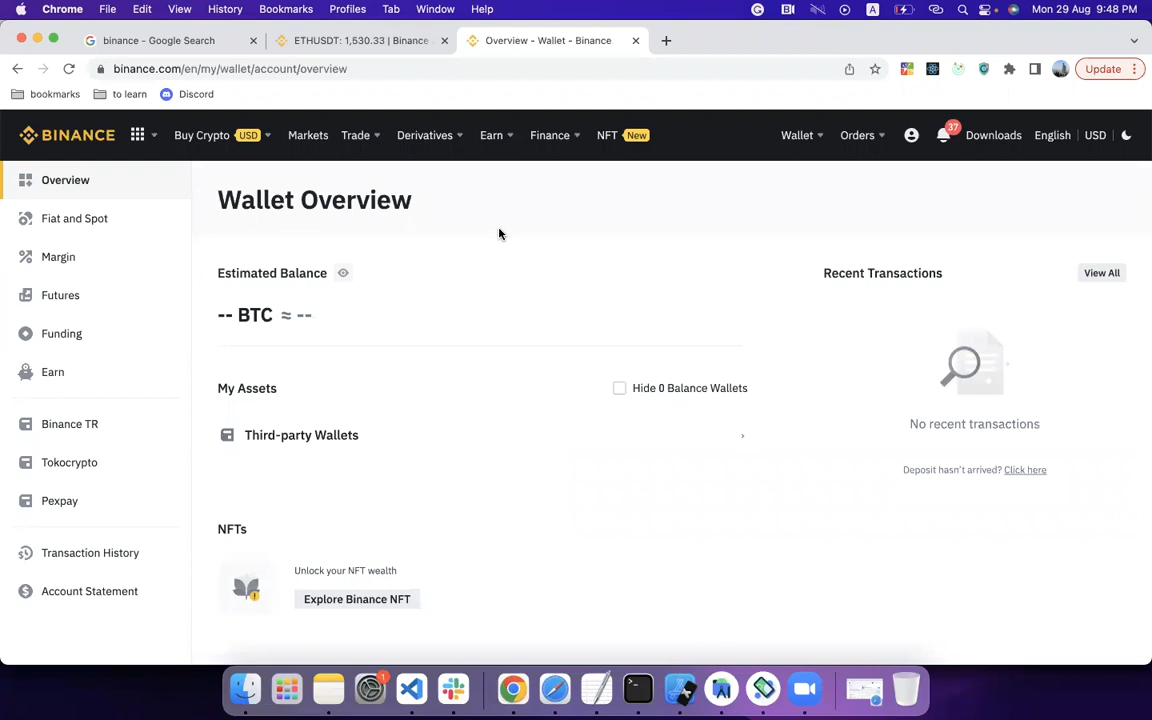 Chrome File Edit View History Bookmarks Profiles Tab Window Help A Mon 29 Aug 9:48 PM
binance - Google Search
ETHUSDT: 1,530.33 | Binance
Overview - Wallet - Binance
binance.com/en/my/wallet/account/overview
Update
bookmarks to learn Discord
BINANCE Buy Crypto USD Markets Trade Derivatives Earn Finance NFT New Wallet Orders 37 Downloads English USD
Overview
Fiat and Spot
Margin
Futures
Funding
Earn
Binance TR
Tokocrypto
Pexpay
Transaction History
Account Statement
Wallet Overview
Estimated Balance
-- BTC ≈ --
My Assets
Hide 0 Balance Wallets
Third-party Wallets
NFTs
Unlock your NFT wealth
Explore Binance NFT
Recent Transactions
View All
No recent transactions
Deposit hasn't arrived? Click here
1